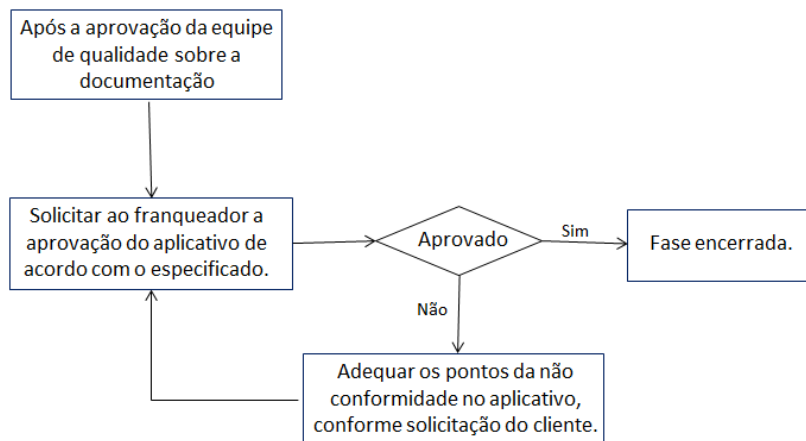 Após a aprovação da equipe
de qualidade sobre a
documentação
Solicitar ao franqueador a
aprovação do aplicativo de
acordo com o especificado.
Aprovado
Sim
Fase encerrada.
Não
Adequar os pontos da não
conformidade no aplicativo,
conforme solicitação do cliente.